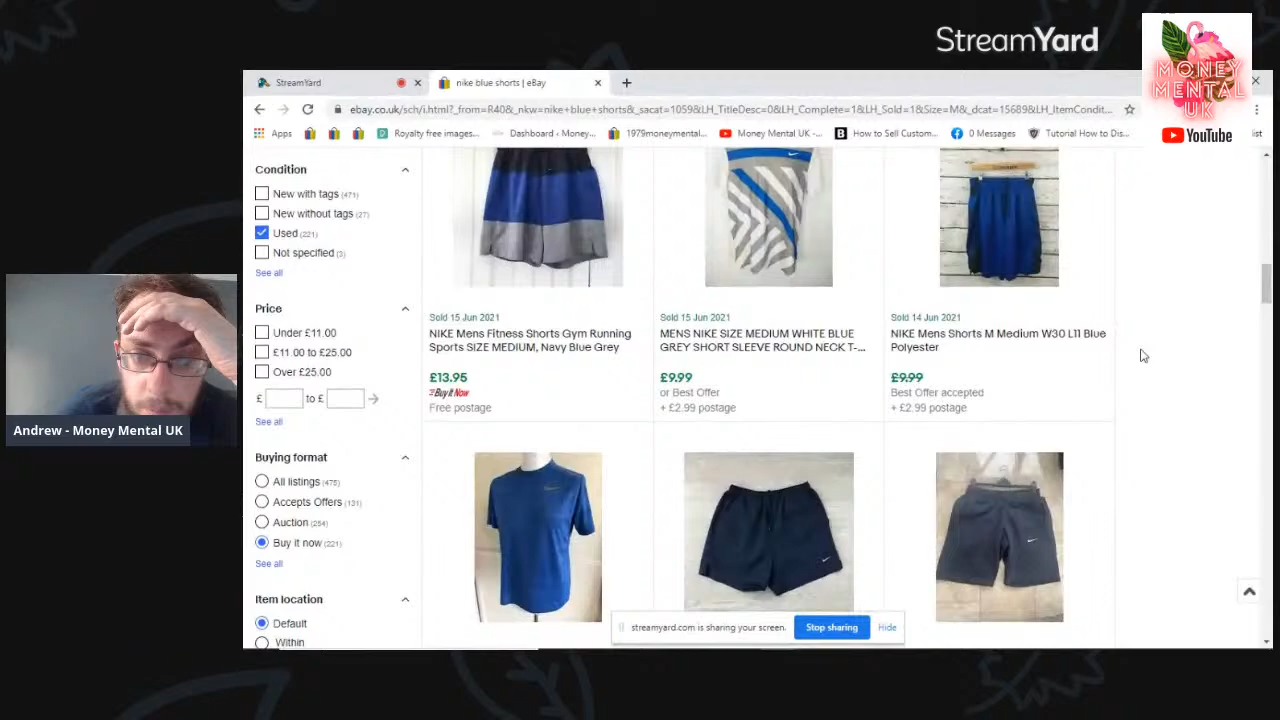 StreamYard
MONEY
MENTAL
UK
YouTube
StreamYard
nike blue shorts | eBay
ebay.co.uk/sch/i.html?_from=R40&_nkw=nike+blue+shorts&_sacat=1059&LH_TitleDesc=0&LH_Complete=1&LH_Sold=1&Size=M&_dcat=15689&LH_ItemCondit...
Apps
Royalty free images...
Dashboard ‹ Money...
1979moneymental...
Money Mental UK -...
How to Sell Custom...
0 Messages
Tutorial How to Dis...
list
Condition
New with tags (471)
New without tags (27)
Used (221)
Not specified (3)
See all
Price
Under £11.00
£11.00 to £25.00
Over £25.00
£ to £
See all
Buying format
All listings (475)
Accepts Offers (131)
Auction (254)
Buy it now (221)
See all
Item location
Default
Within
Sold 15 Jun 2021
NIKE Mens Fitness Shorts Gym Running
Sports SIZE MEDIUM, Navy Blue Grey
£13.95
Buy it Now
Free postage
Sold 15 Jun 2021
MENS NIKE SIZE MEDIUM WHITE BLUE
GREY SHORT SLEEVE ROUND NECK T-...
£9.99
or Best Offer
+ £2.99 postage
Sold 14 Jun 2021
NIKE Mens Shorts M Medium W30 L11 Blue
Polyester
£9.99
Best Offer accepted
+ £2.99 postage
streamyard.com is sharing your screen.
Stop sharing
Hide
Andrew - Money Mental UK